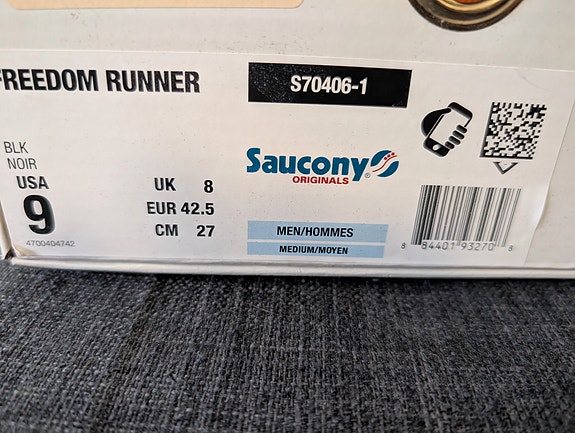 FREEDOM RUNNER
S70406-1
BLK
NOIR
USA
9
4700404742
UK 8
EUR 42.5
CM 27
Saucony®
ORIGINALS
MEN/HOMMES
MEDIUM/MOYEN
8 84401 93270 8